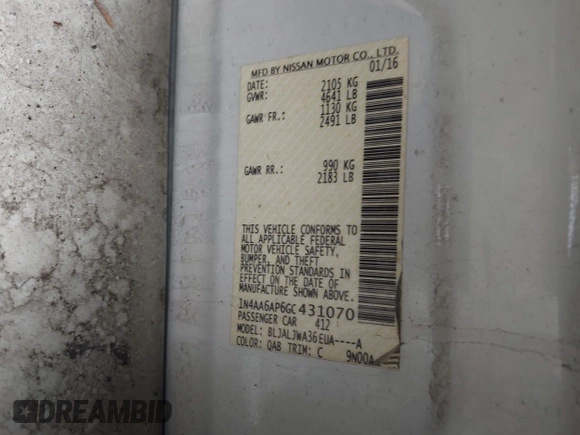 MFD BY NISSAN MOTOR CO., LTD.
DATE: 01/16
GVWR: 2105 KG
4641 LB
GAWR FR.: 1130 KG
2491 LB
GAWR RR.: 990 KG
2183 LB
THIS VEHICLE CONFORMS TO
ALL APPLICABLE FEDERAL
MOTOR VEHICLE SAFETY,
BUMPER, AND THEFT
PREVENTION STANDARDS IN
EFFECT ON THE DATE OF
MANUFACTURE SHOWN ABOVE.
1N4AA6AP6GC431070
PASSENGER CAR 412
MODEL: BLJALJWA36EUA----A
COLOR: QAB TRIM: C 9N00A
DREAMBID